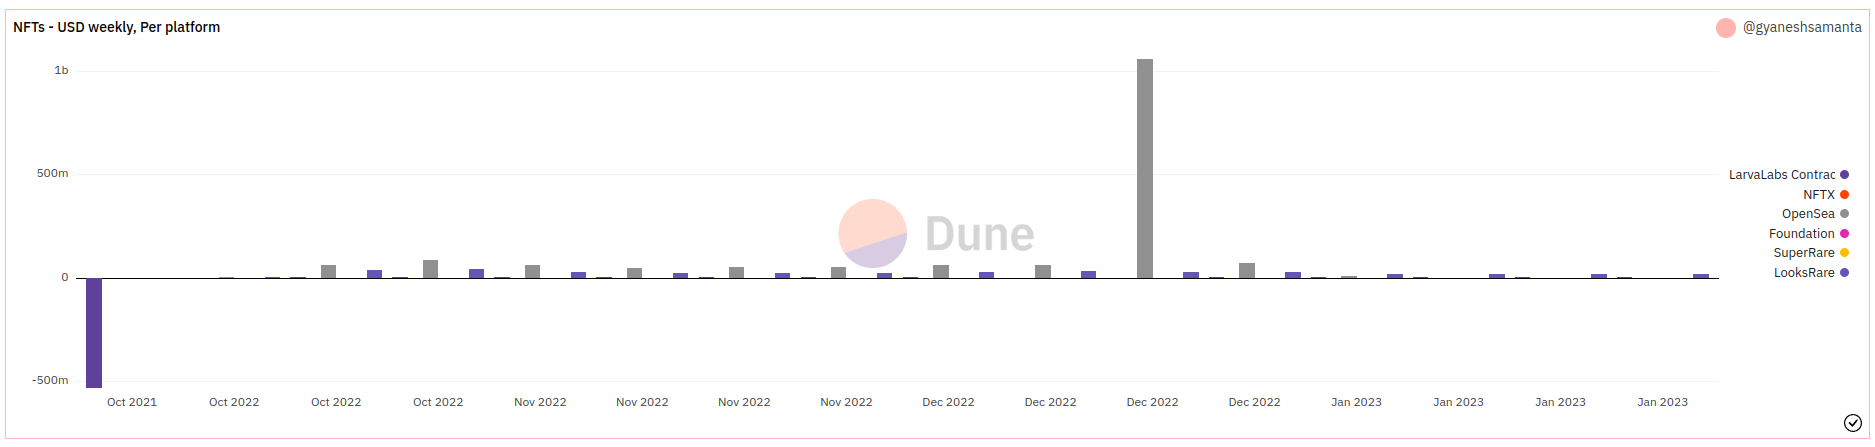 NFTs - USD weekly, Per platform
@gyaneshsamanta
1b
500m
0
-500m
Dune
LarvaLabs Contrac
NFTX
OpenSea
Foundation
SuperRare
LooksRare
Oct 2021 Oct 2022 Oct 2022 Oct 2022 Nov 2022 Nov 2022 Nov 2022 Nov 2022 Dec 2022 Dec 2022 Dec 2022 Dec 2022 Jan 2023 Jan 2023 Jan 2023 Jan 2023